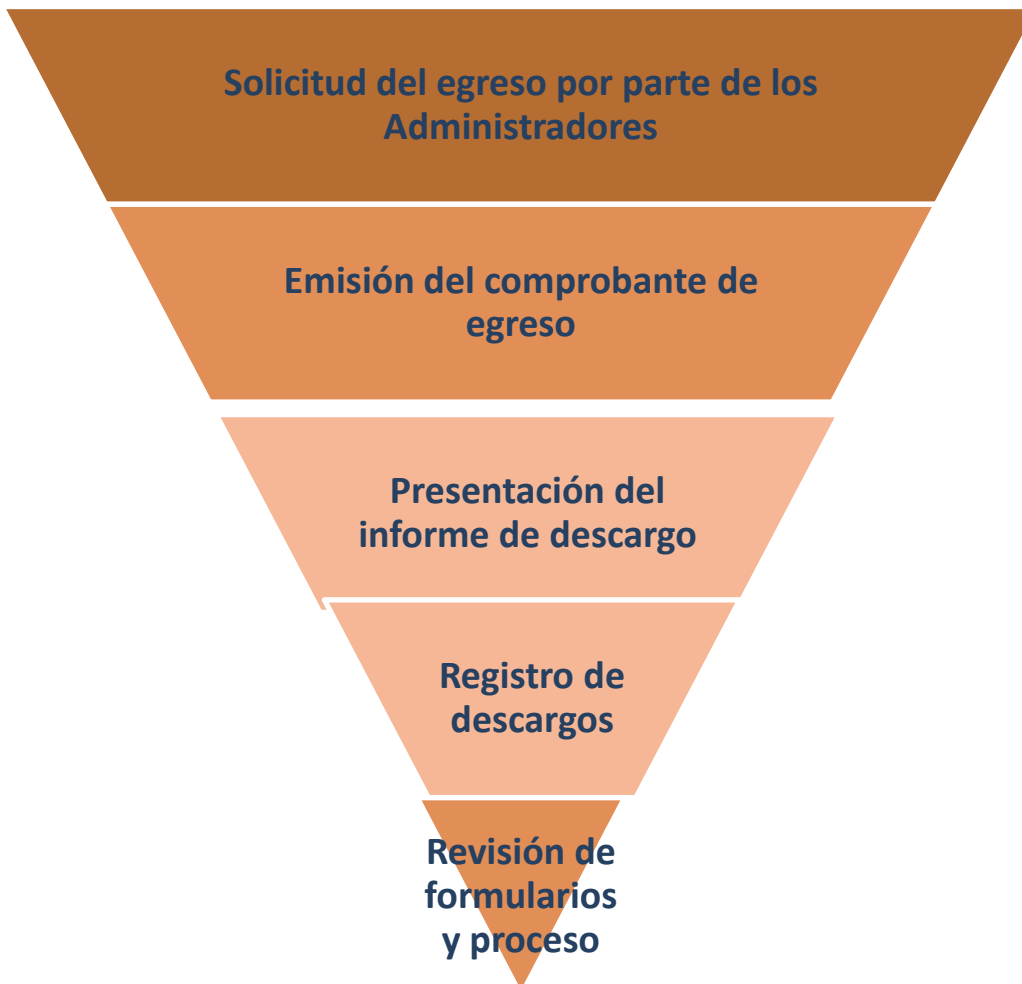 Solicitud del egreso por parte de los
Administradores
Emisión del comprobante de
egreso
Presentación del
informe de descargo
Registro de
descargos
Revisión de
formularios
y proceso